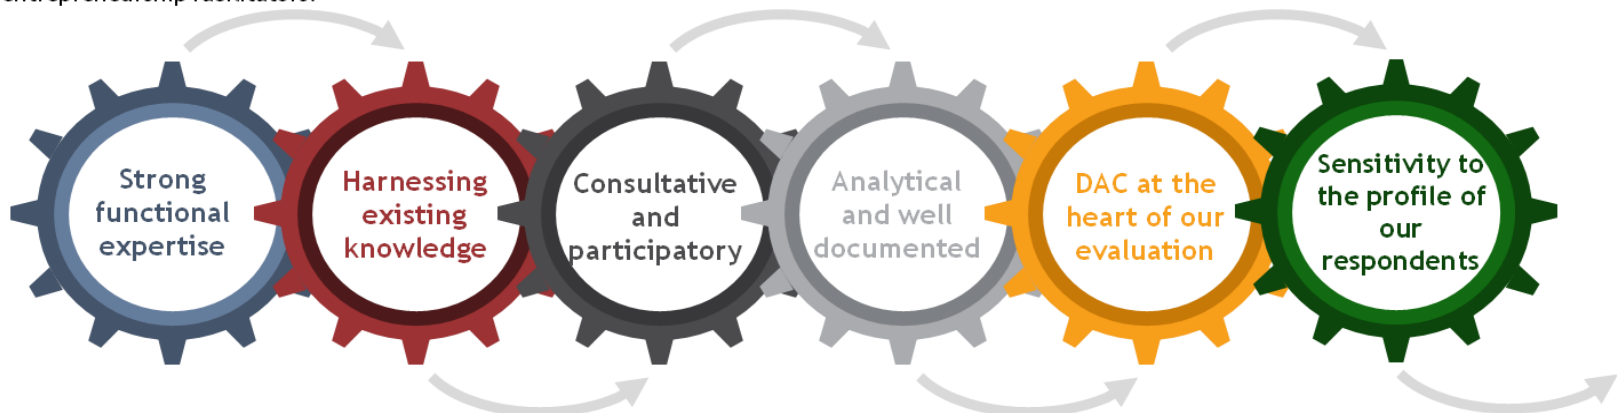 Strong
functional
expertise
Harnessing
existing
knowledge
Consultative
and
participatory
Analytical
and well
documented
DAC at the
heart of our
evaluation
Sensitivity to
the profile of
our
respondents